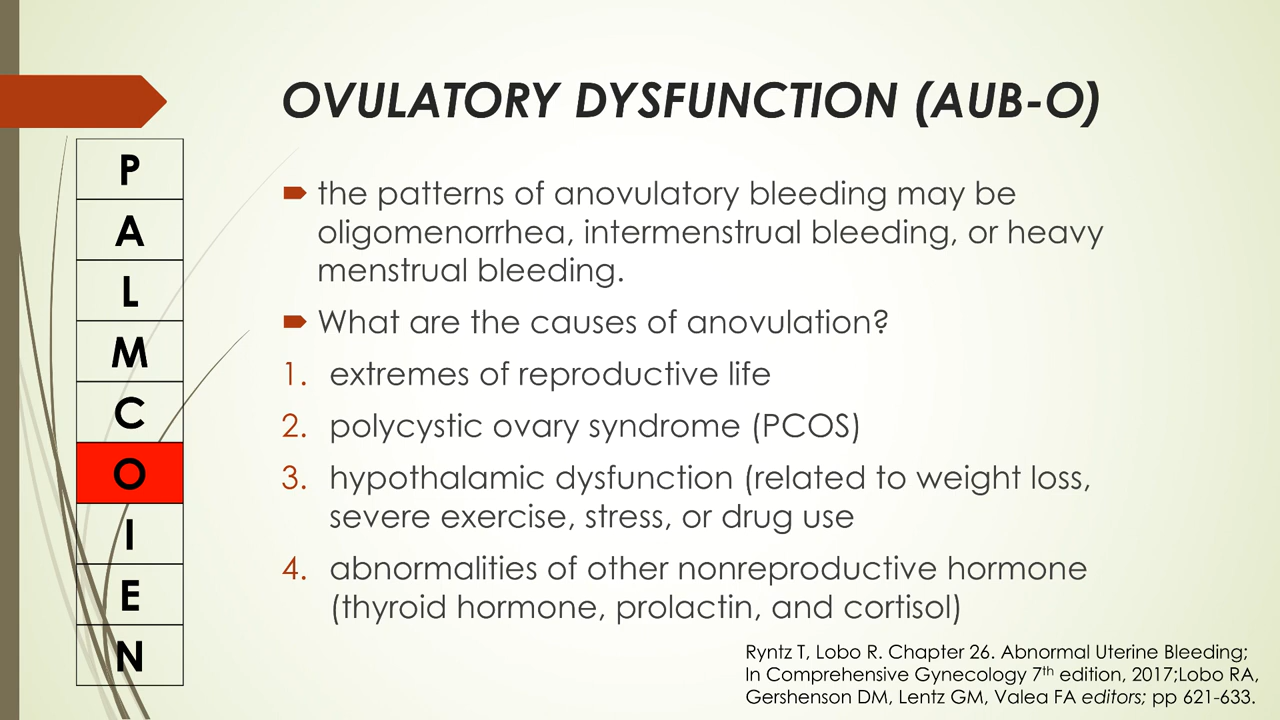 OVULATORY DYSFUNCTION (AUB-O)
P
A
L
M
C
O
I
E
N
the patterns of anovulatory bleeding may be
oligomenorrhea, intermenstrual bleeding, or heavy
menstrual bleeding.
What are the causes of anovulation?
1. extremes of reproductive life
2. polycystic ovary syndrome (PCOS)
3. hypothalamic dysfunction (related to weight loss,
severe exercise, stress, or drug use
4. abnormalities of other nonreproductive hormone
(thyroid hormone, prolactin, and cortisol)
Ryntz T, Lobo R. Chapter 26. Abnormal Uterine Bleeding;
In Comprehensive Gynecology 7th edition, 2017;Lobo RA,
Gershenson DM, Lentz GM, Valea FA editors; pp 621-633.